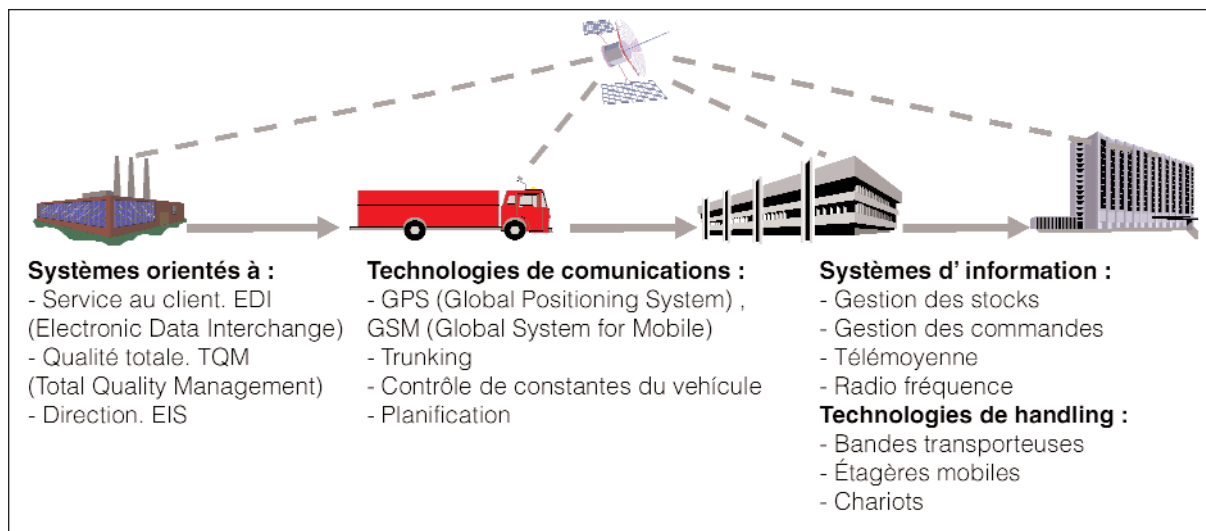 Systèmes orientés à :
- Service au client. EDI
(Electronic Data Interchange)
- Qualité totale. TQM
(Total Quality Management)
- Direction. EIS
Technologies de comunications :
- GPS (Global Positioning System) ,
GSM (Global System for Mobile)
- Trunking
- Contrôle de constantes du vehícule
- Planification
Systèmes d’ information :
- Gestion des stocks
- Gestion des commandes
- Télémoyenne
- Radio fréquence
Technologies de handling :
- Bandes transporteuses
- Étagères mobiles
- Chariots